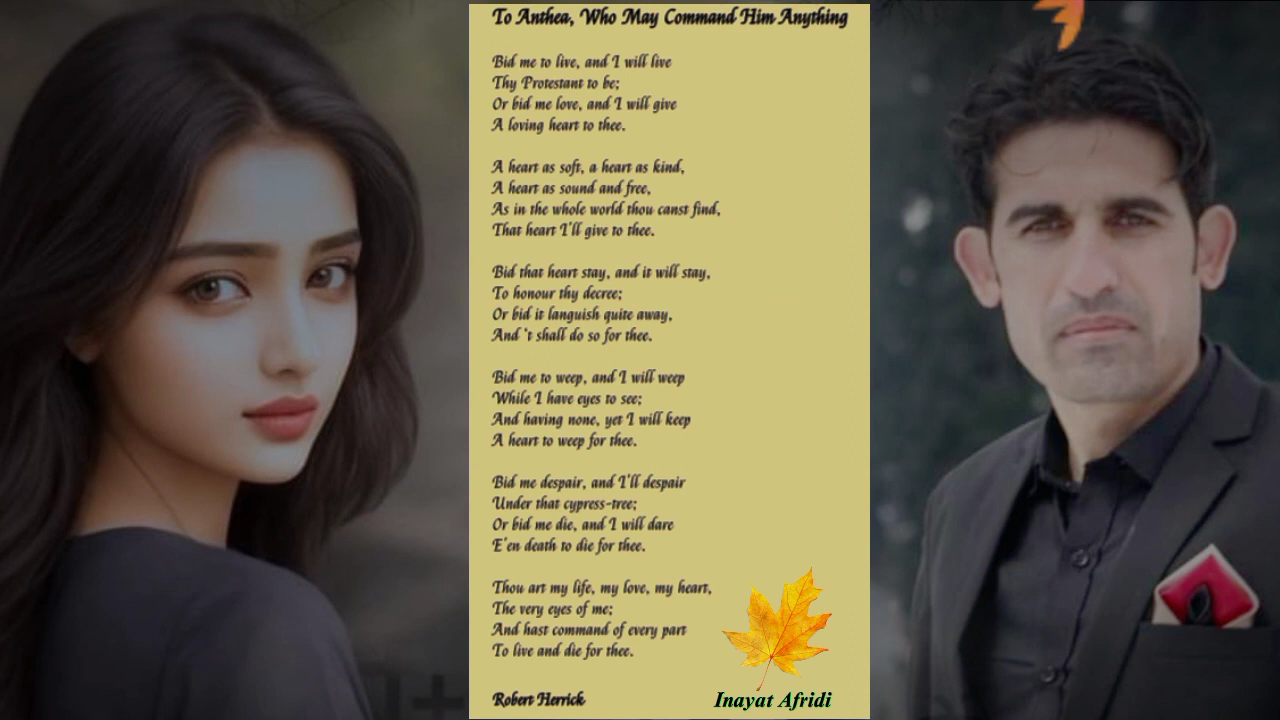 To Anthea, Who May Command Him Anything
Bid me to live, and I will live
Thy Protestant to be;
Or bid me love, and I will give
A loving heart to thee.
A heart as soft, a heart as kind,
A heart as sound and free,
As in the whole world thou canst find,
That heart I'll give to thee.
Bid that heart stay, and it will stay,
To honour thy decree;
Or bid it languish quite away,
And 't shall do so for thee.
Bid me to weep, and I will weep
While I have eyes to see;
And having none, yet I will keep
A heart to weep for thee.
Bid me despair, and I'll despair
Under that cypress-tree;
Or bid me die, and I will dare
E'en death to die for thee.
Thou art my life, my love, my heart,
The very eyes of me;
And hast command of every part
To live and die for thee.
Robert Herrick
Inayat Afridi